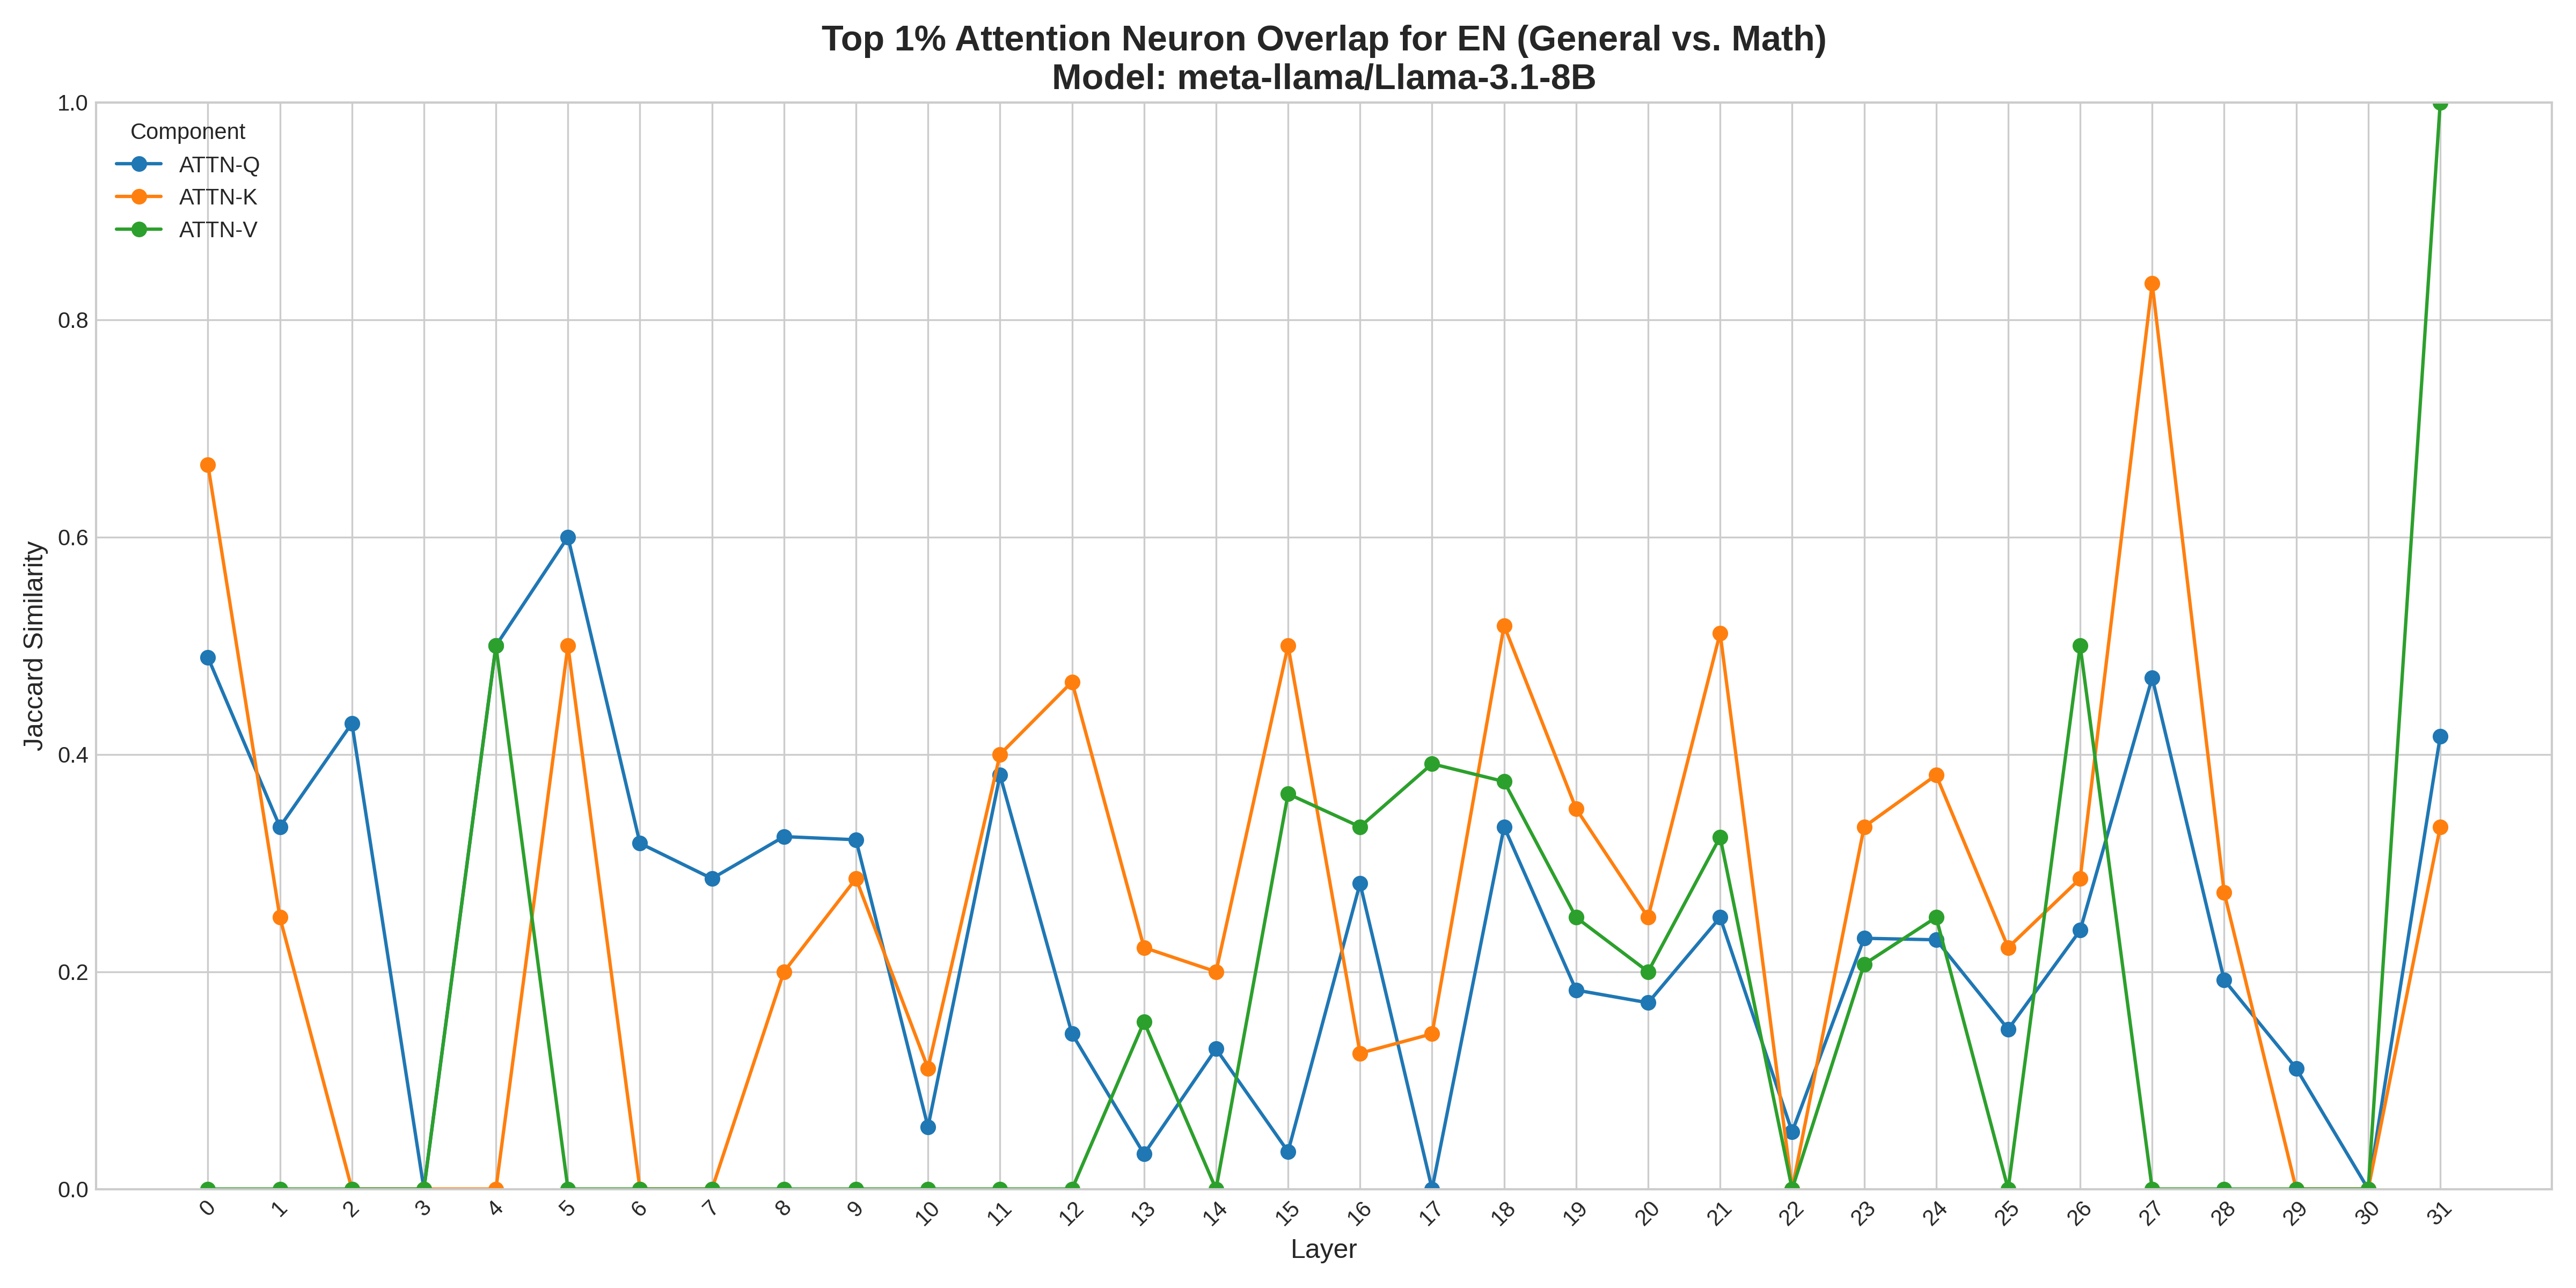 Top 1% Attention Neuron Overlap for EN (General vs. Math)
Model: meta-llama/Llama-3.1-8B
Component
ATTN-Q
ATTN-K
ATTN-V
Jaccard Similarity
1.0
0.8
0.6
0.4
0.2
0.0
0 1 2 3 4 5 6 7 8 9 10 11 12 13 14 15 16 17 18 19 20 21 22 23 24 25 26 27 28 29 30 31
Layer